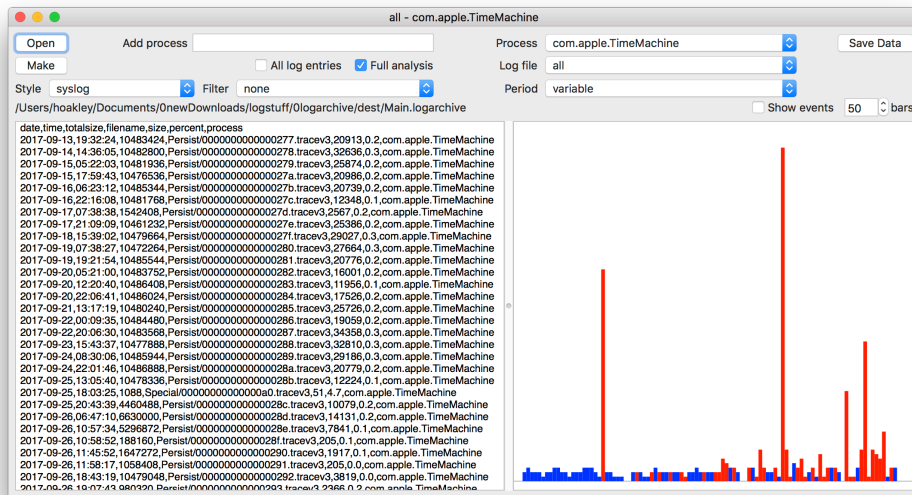 all - com.apple.TimeMachine
Open Add process Process com.apple.TimeMachine Save Data
Make All log entries Full analysis Log file all
Style syslog Filter none Period variable
/Users/hoakley/Documents/0newDownloads/logstuff/0logarchive/dest/Main.logarchive Show events 50 bars
date,time,totalsize,filename,size,percent,process
2017-09-13,19:32:24,10483424,Persist/0000000000000277.tracev3,20913,0.2,com.apple.TimeMachine
2017-09-14,14:36:05,10482800,Persist/0000000000000278.tracev3,32636,0.3,com.apple.TimeMachine
2017-09-15,05:22:03,10481936,Persist/0000000000000279.tracev3,25874,0.2,com.apple.TimeMachine
2017-09-15,17:59:43,10476536,Persist/000000000000027a.tracev3,20986,0.2,com.apple.TimeMachine
2017-09-16,06:23:12,10485344,Persist/000000000000027b.tracev3,20739,0.2,com.apple.TimeMachine
2017-09-16,22:16:08,10481768,Persist/000000000000027c.tracev3,12348,0.1,com.apple.TimeMachine
2017-09-17,07:38:38,1542408,Persist/000000000000027d.tracev3,2567,0.2,com.apple.TimeMachine
2017-09-17,21:09:09,10461232,Persist/000000000000027e.tracev3,25386,0.2,com.apple.TimeMachine
2017-09-18,15:39:02,10479664,Persist/000000000000027f.tracev3,29027,0.3,com.apple.TimeMachine
2017-09-19,07:38:27,10472264,Persist/0000000000000280.tracev3,27664,0.3,com.apple.TimeMachine
2017-09-19,19:21:54,10485544,Persist/0000000000000281.tracev3,20776,0.2,com.apple.TimeMachine
2017-09-20,05:21:00,10483752,Persist/0000000000000282.tracev3,16001,0.2,com.apple.TimeMachine
2017-09-20,12:20:40,10486408,Persist/0000000000000283.tracev3,11956,0.1,com.apple.TimeMachine
2017-09-20,22:06:41,10486024,Persist/0000000000000284.tracev3,17526,0.2,com.apple.TimeMachine
2017-09-21,13:17:19,10480240,Persist/0000000000000285.tracev3,25726,0.2,com.apple.TimeMachine
2017-09-22,00:09:35,10484480,Persist/0000000000000286.tracev3,19059,0.2,com.apple.TimeMachine
2017-09-22,20:06:30,10483568,Persist/0000000000000287.tracev3,34358,0.3,com.apple.TimeMachine
2017-09-23,15:43:37,10477888,Persist/0000000000000288.tracev3,32810,0.3,com.apple.TimeMachine
2017-09-24,08:30:06,10485944,Persist/0000000000000289.tracev3,29186,0.3,com.apple.TimeMachine
2017-09-24,22:01:46,10486888,Persist/000000000000028a.tracev3,20779,0.2,com.apple.TimeMachine
2017-09-25,13:05:40,10478336,Persist/000000000000028b.tracev3,12224,0.1,com.apple.TimeMachine
2017-09-25,18:03:25,1088,Special/00000000000000a0.tracev3,51,4.7,com.apple.TimeMachine
2017-09-25,20:43:39,4460488,Persist/000000000000028c.tracev3,10079,0.2,com.apple.TimeMachine
2017-09-26,06:47:10,6630000,Persist/000000000000028d.tracev3,14131,0.2,com.apple.TimeMachine
2017-09-26,10:57:34,5296872,Persist/000000000000028e.tracev3,7841,0.1,com.apple.TimeMachine
2017-09-26,10:58:52,188160,Persist/000000000000028f.tracev3,205,0.1,com.apple.TimeMachine
2017-09-26,11:45:52,1647272,Persist/0000000000000290.tracev3,1917,0.1,com.apple.TimeMachine
2017-09-26,11:58:17,1058408,Persist/0000000000000291.tracev3,205,0.0,com.apple.TimeMachine
2017-09-26,18:43:19,10479048,Persist/0000000000000292.tracev3,3819,0.0,com.apple.TimeMachine
2017-09-26,19:07:43,980320,Persist/0000000000000293.tracev3,2366,0.2,com.apple.TimeMachine